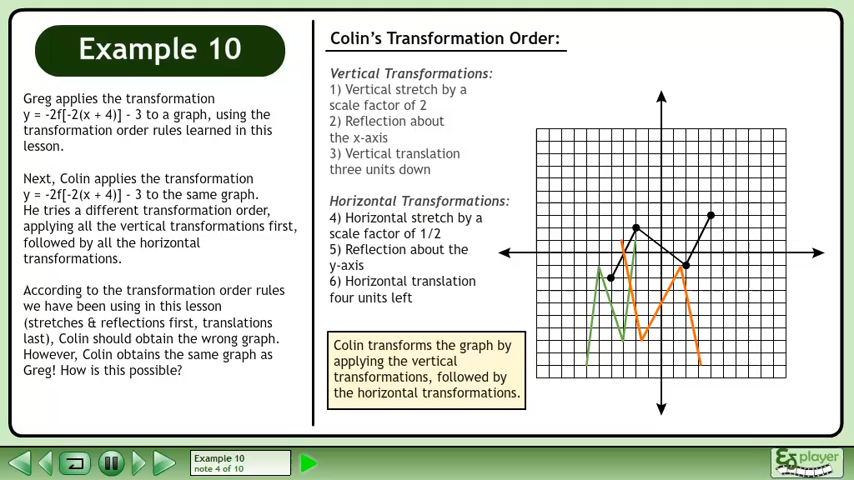 Example 10
Greg applies the transformation
y = -2f[-2(x + 4)] - 3 to a graph, using the
transformation order rules learned in this
lesson.
Next, Colin applies the transformation
y = -2f[-2(x + 4)] - 3 to the same graph.
He tries a different transformation order,
applying all the vertical transformations first,
followed by all the horizontal
transformations.
According to the transformation order rules
we have been using in this lesson
(stretches & reflections first, translations
last), Colin should obtain the wrong graph.
However, Colin obtains the same graph as
Greg! How is this possible?
Colin's Transformation Order:
Vertical Transformations:
1) Vertical stretch by a
scale factor of 2
2) Reflection about
the x-axis
3) Vertical translation
three units down
Horizontal Transformations:
4) Horizontal stretch by a
scale factor of 1/2
5) Reflection about the
y-axis
6) Horizontal translation
four units left
Colin transforms the graph by
applying the vertical
transformations, followed by
the horizontal transformations.
Example 10
note 4 of 10
player